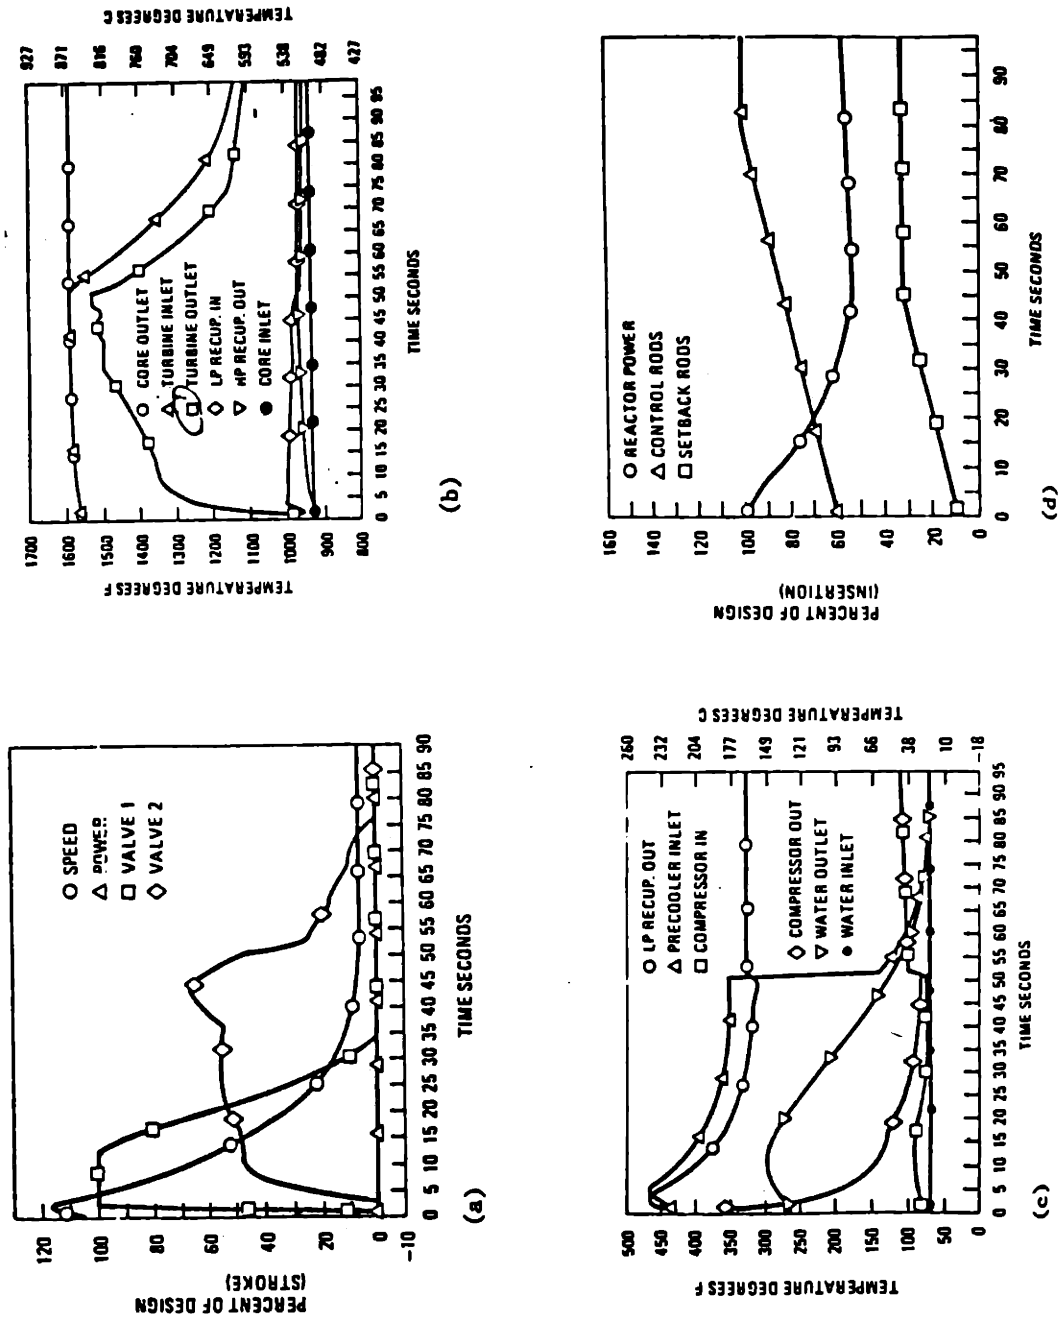 PERCENT OF DESIGN
(STROKE)
100
80
60
40
20
0
-10
SPEED
POWER
VALVE 1
VALVE 2
0 5 10 15 20 25 30 35 40 45 50 55 60 65 70 75 80 85 90
TIME SECONDS
(a)
TEMPERATURE DEGREES F
1700
1600
1500
1400
1300
1200
1100
1000
900
800
CORE OUTLET
TURBINE INLET
TURBINE OUTLET
LP RECUP. IN
HP RECUP. OUT
CORE INLET
927
871
816
760
704
649
593
538
482
427
TEMPERATURE DEGREES C
0 5 10 15 20 25 30 35 40 45 50 55 60 65 70 75 80 85 90 95
TIME SECONDS
(b)
TEMPERATURE DEGREES F
500
450
400
350
300
250
200
150
100
50
0
LP RECUP. OUT
PRECOOLER INLET
COMPRESSOR IN
COMPRESSOR OUT
WATER OUTLET
WATER INLET
260
232
204
177
149
121
93
66
38
10
-18
TEMPERATURE DEGREES C
0 5 10 15 20 25 30 35 40 45 50 55 60 65 70 75 80 85 90 95
TIME SECONDS
(c)
PERCENT OF DESIGN
(INSERTION)
160
140
120
100
80
60
40
20
0
REACTOR POWER
CONTROL RODS
SETBACK RODS
0 10 20 30 40 50 60 70 80 90
TIME SECONDS
(d)